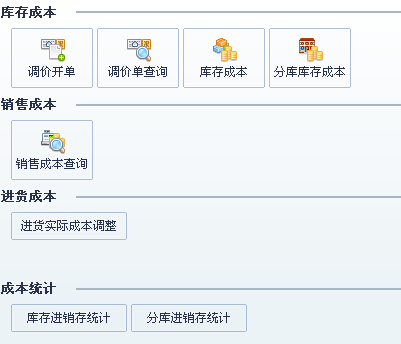 库存成本
调价开单 调价单查询 库存成本 分库库存成本
销售成本
销售成本查询
进货成本
进货实际成本调整
成本统计
库存进销存统计 分库进销存统计